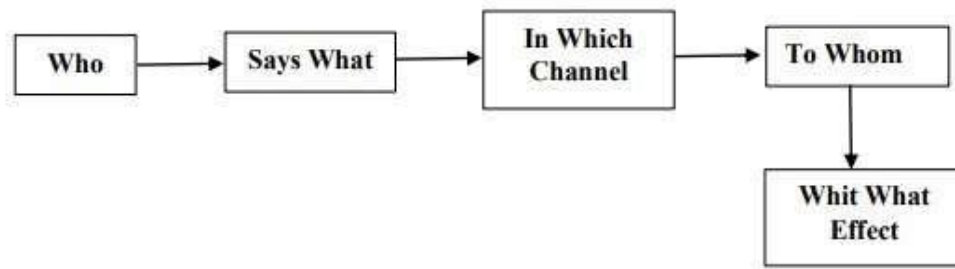 Who
Says What
In Which
Channel
To Whom
Whit What
Effect